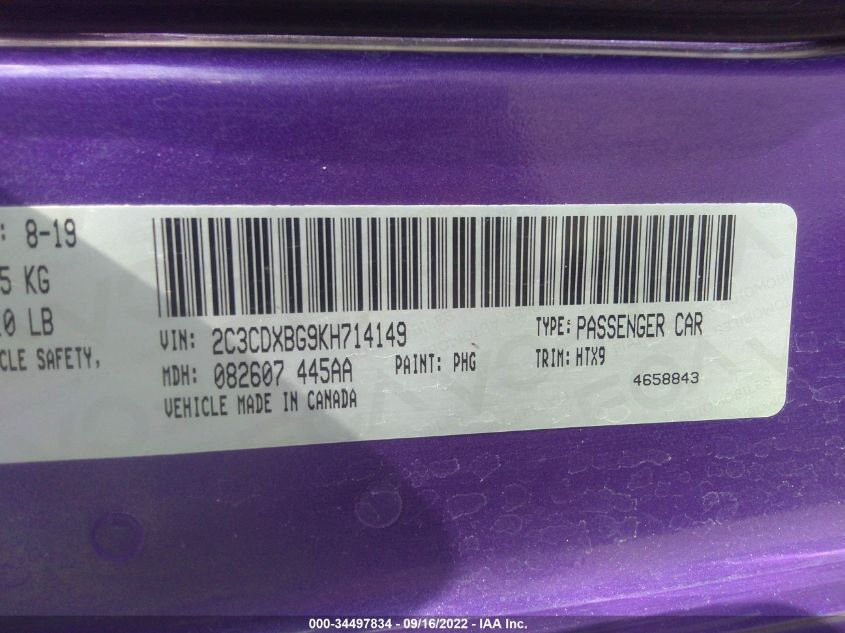 : 8-19
5 KG
0 LB
CLE SAFETY,
VIN: 2C3CDXBG9KH714149
TYPE: PASSENGER CAR
MDH: 082607 445AA
PAINT: PHG
TRIM: HTX9
VEHICLE MADE IN CANADA
4658843
000-34497834 - 09/16/2022 - IAA Inc.